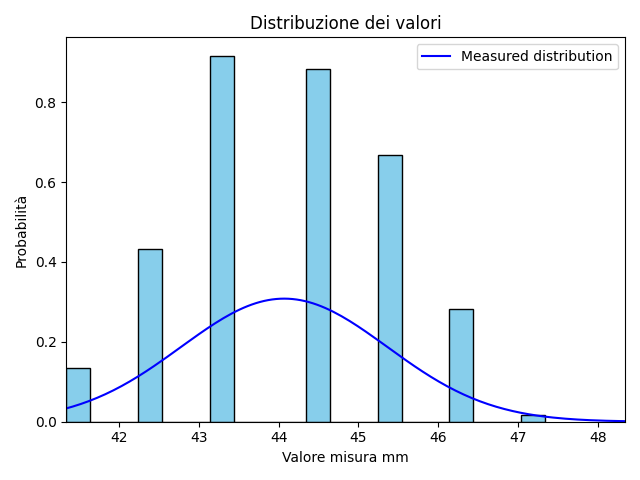 Distribuzione dei valori
Measured distribution
Probabilità
0.8
0.6
0.4
0.2
0.0
42 43 44 45 46 47 48
Valore misura mm